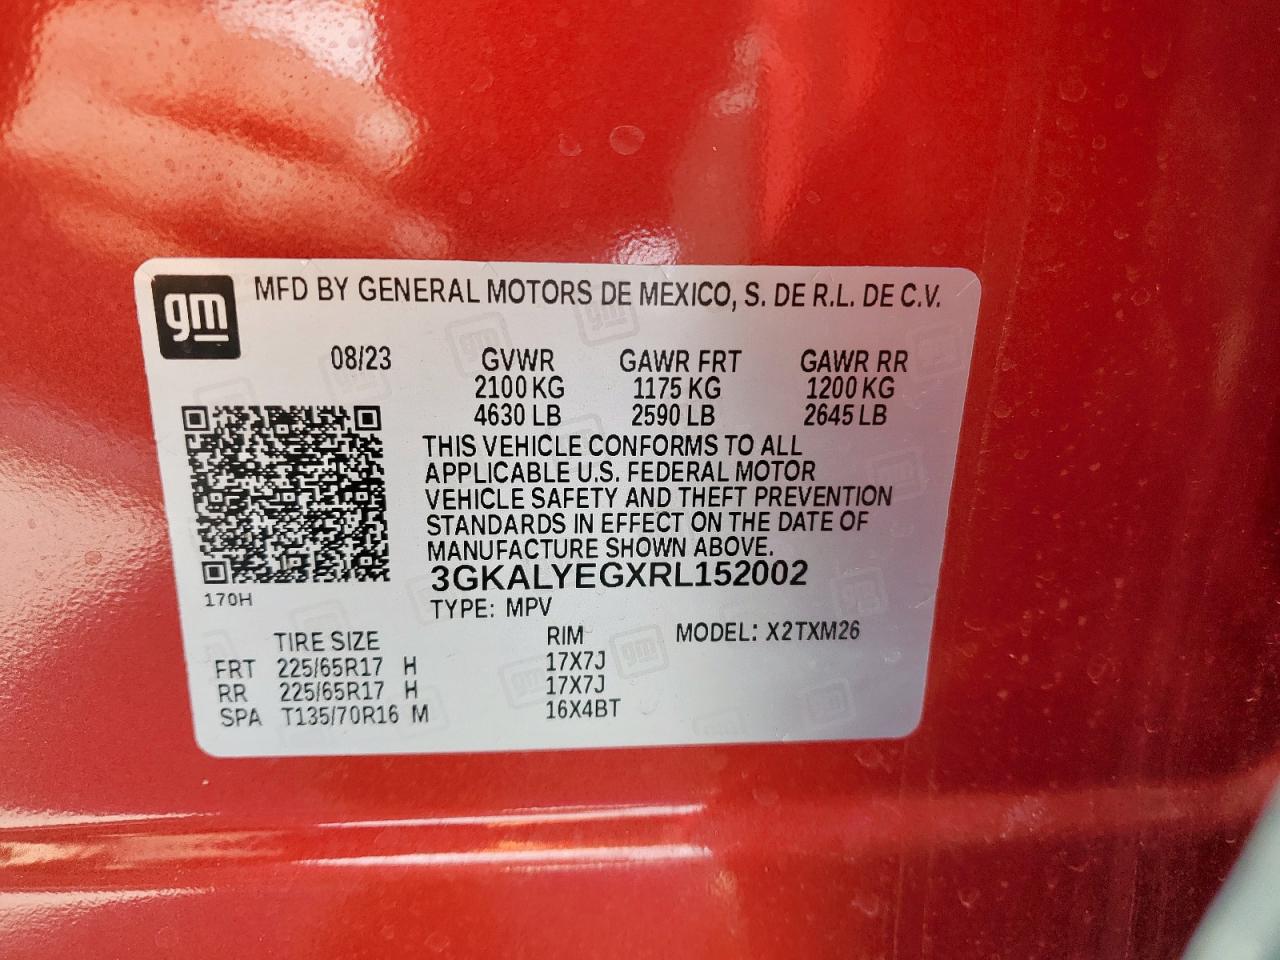 gm
MFD BY GENERAL MOTORS DE MEXICO, S. DE R.L. DE C.V.
08/23 GVWR GAWR FRT GAWR RR
2100 KG 1175 KG 1200 KG
4630 LB 2590 LB 2645 LB
THIS VEHICLE CONFORMS TO ALL
APPLICABLE U.S. FEDERAL MOTOR
VEHICLE SAFETY AND THEFT PREVENTION
STANDARDS IN EFFECT ON THE DATE OF
MANUFACTURE SHOWN ABOVE.
3GKALYEGXRL152002
170H
TYPE: MPV
TIRE SIZE RIM MODEL: X2TXM26
FRT 225/65R17 H 17X7J
RR 225/65R17 H 17X7J
SPA T135/70R16 M 16X4BT